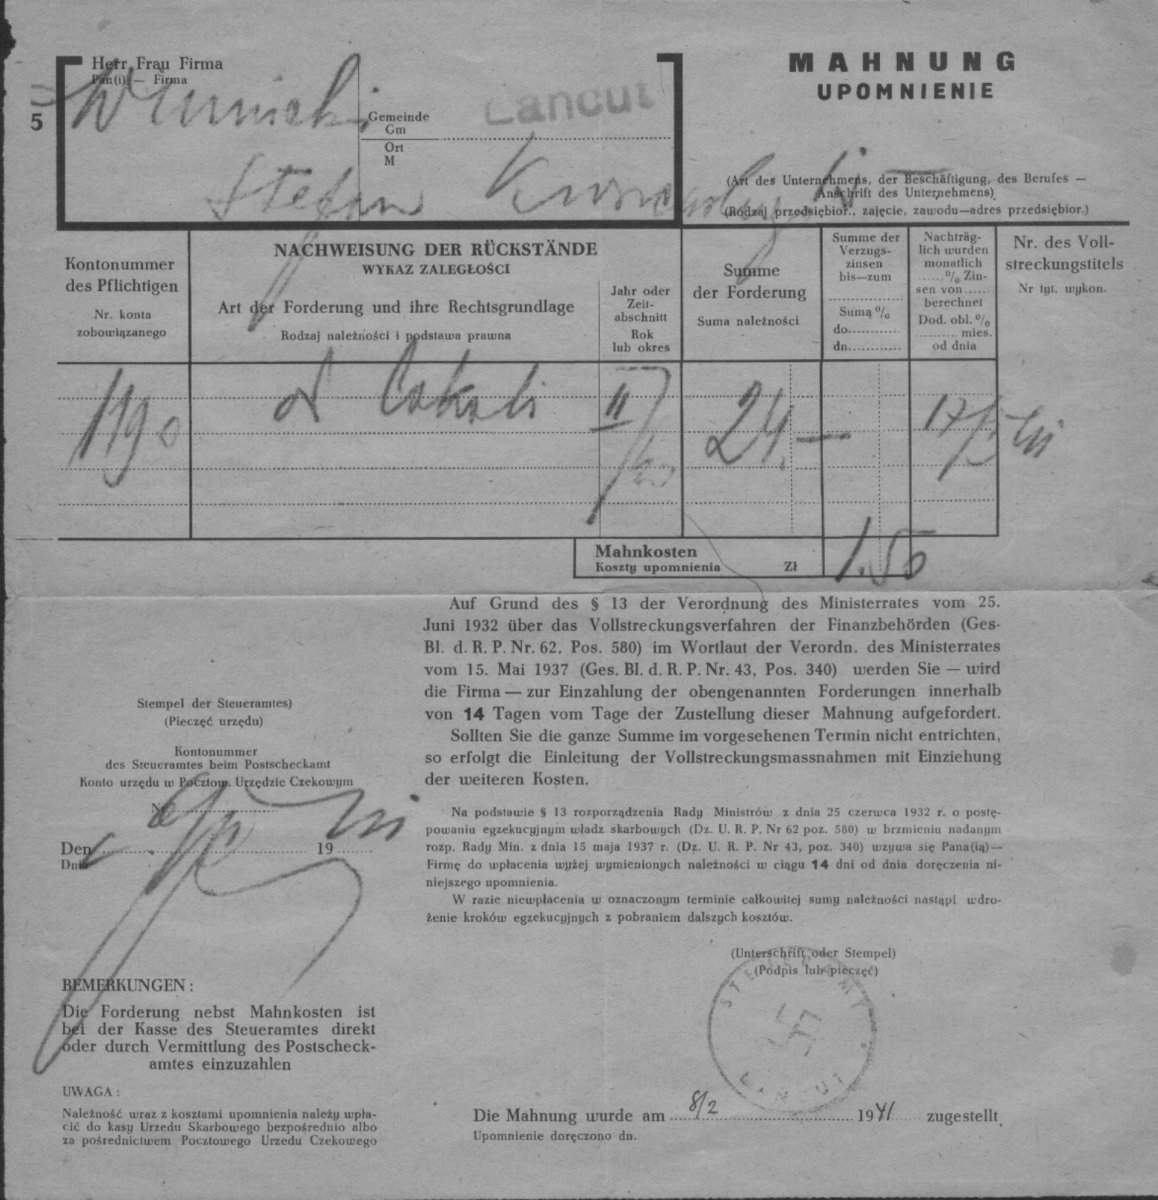 MAHNUNG
UPOMNIENIE
Herr Frau Firma
Pan(i) — Firma
5
Gemeinde
Gm
Lancut
Ort
M
Stefan
(Art des Unternehmens, der Beschäftigung, des Berufes —
Anschrift des Unternehmens)
(Rodzaj przedsiębior., zajęcie, zawodu—adres przedsiębior.)
Kontonummer
des Pflichtigen
Nr. konta
zobowiązanego
NACHWEISUNG DER RÜCKSTÄNDE
WYKAZ ZALEGŁOŚCI
Art der Forderung und ihre Rechtsgrundlage
Rodzaj należności i podstawa prawna
Jahr oder
Zeit-
abschnitt
Rok
lub okres
Summe
der Forderung
Suma należności
Summe der
Verzugs-
zinsen
bis—zum
Sumą %
do
dn.
Nachträg-
lich wurden
monatlich
% Zin-
sen von
berechnet
Dod. obl. %
mies.
od dnia
Nr. des Voll-
streckungstitels
Nr tyt. wykon.
1190
od lokali
II
24.—
Mahnkosten
Koszty upomnienia Zł
1.50
Auf Grund des § 13 der Verordnung des Ministerrates vom 25.
Juni 1932 über das Vollstreckungsverfahren der Finanzbehörden (Ges.
Bl. d. R. P. Nr. 62, Pos. 580) im Wortlaut der Verordn. des Ministerrates
vom 15. Mai 1937 (Ges. Bl. d. R. P. Nr. 43, Pos. 340) werden Sie — wird
die Firma — zur Einzahlung der obengenannten Forderungen innerhalb
von 14 Tagen vom Tage der Zustellung dieser Mahnung aufgefordert.
Sollten Sie die ganze Summe im vorgesehenen Termin nicht entrichten,
so erfolgt die Einleitung der Vollstreckungsmassnahmen mit Einziehung
der weiteren Kosten.
Na podstawie § 13 rozporządzenia Rady Ministrów z dnia 25 czerwca 1932 r. o postę-
powaniu egzekucyjnym władz skarbowych (Dz. U. R. P. Nr 62 poz. 580) w brzmieniu nadanym
rozp. Rady Min. z dnia 15 maja 1937 r. (Dz. U. R. P. Nr 43, poz. 340) wzywa się Pana(ią)—
Firmę do wpłacenia wyżej wymienionych należności w ciągu 14 dni od dnia doręczenia ni-
niejszego upomnienia.
W razie niewpłacenia w oznaczonym terminie całkowitej sumy należności nastąpi wdro-
żenie kroków egzekucyjnych z pobraniem dalszych kosztów.
Stempel der Steueramtes)
(Pieczęć urzędu)
Kontonummer
des Steueramtes beim Postscheckamt
Konto urzędu w Pocztow. Urzędzie Czekowym
Nr
Den 19
Dnia
(Unterschrift oder Stempel)
(Podpis lub pieczęć)
STEUERAMT
LANCUT
BEMERKUNGEN :
Die Forderung nebst Mahnkosten ist
bei der Kasse des Steueramtes direkt
oder durch Vermittlung des Postscheck-
amtes einzuzahlen
UWAGA :
Należność wraz z kosztami upomnienia należy wpła-
cić do kasy Urzędu Skarbowego bezpośrednio albo
za pośrednictwem Pocztowego Urzedu Czekowego
Die Mahnung wurde am 8/2 1941 zugestellt
Upomnienie doręczono dn.